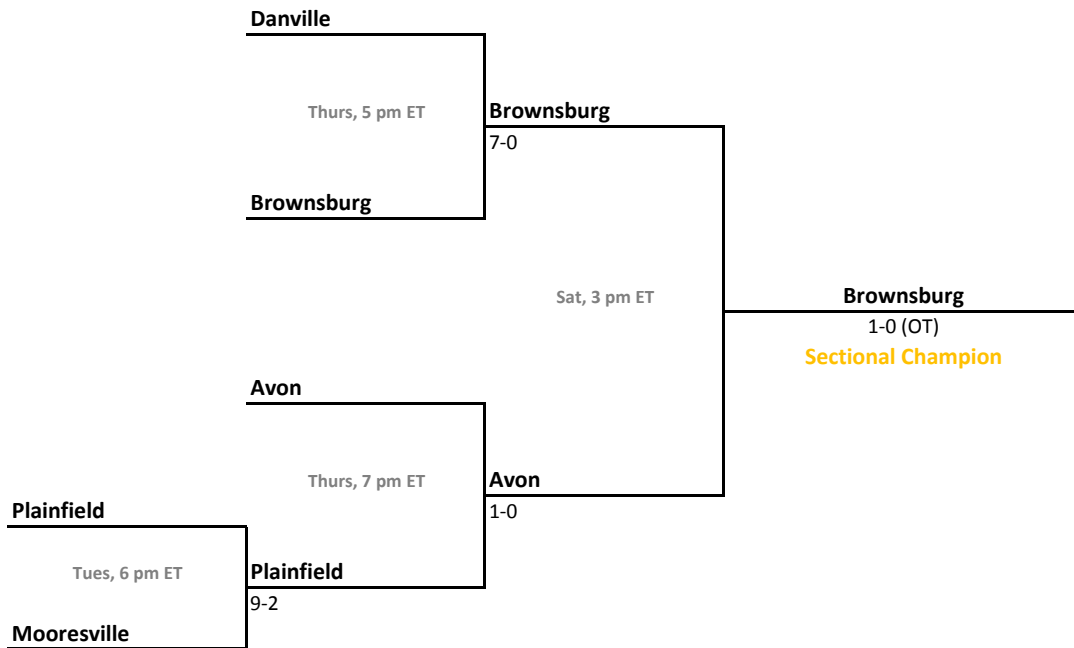 Danville
Thurs, 5 pm ET
Brownsburg
7-0
Brownsburg
Sat, 3 pm ET
Brownsburg
1-0 (OT)
Sectional Champion
Avon
Thurs, 7 pm ET
Avon
1-0
Plainfield
Tues, 6 pm ET
Plainfield
9-2
Mooresville